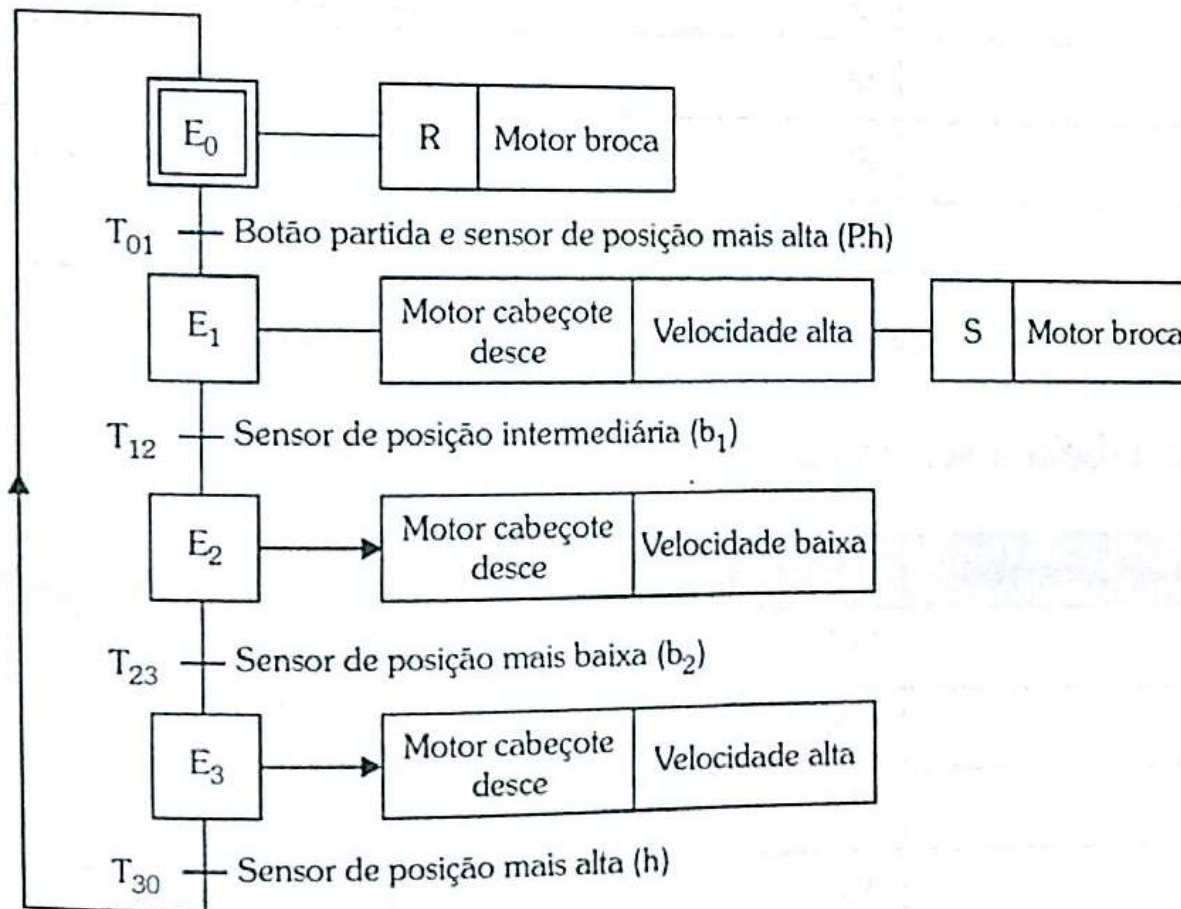 E₀
R
Motor broca
T₀₁
Botão partida e sensor de posição mais alta (P.h)
E₁
Motor cabeçote
desce
Velocidade alta
S
Motor broca
T₁₂
Sensor de posição intermediária (b₁)
E₂
Motor cabeçote
desce
Velocidade baixa
T₂₃
Sensor de posição mais baixa (b₂)
E₃
Motor cabeçote
desce
Velocidade alta
T₃₀
Sensor de posição mais alta (h)